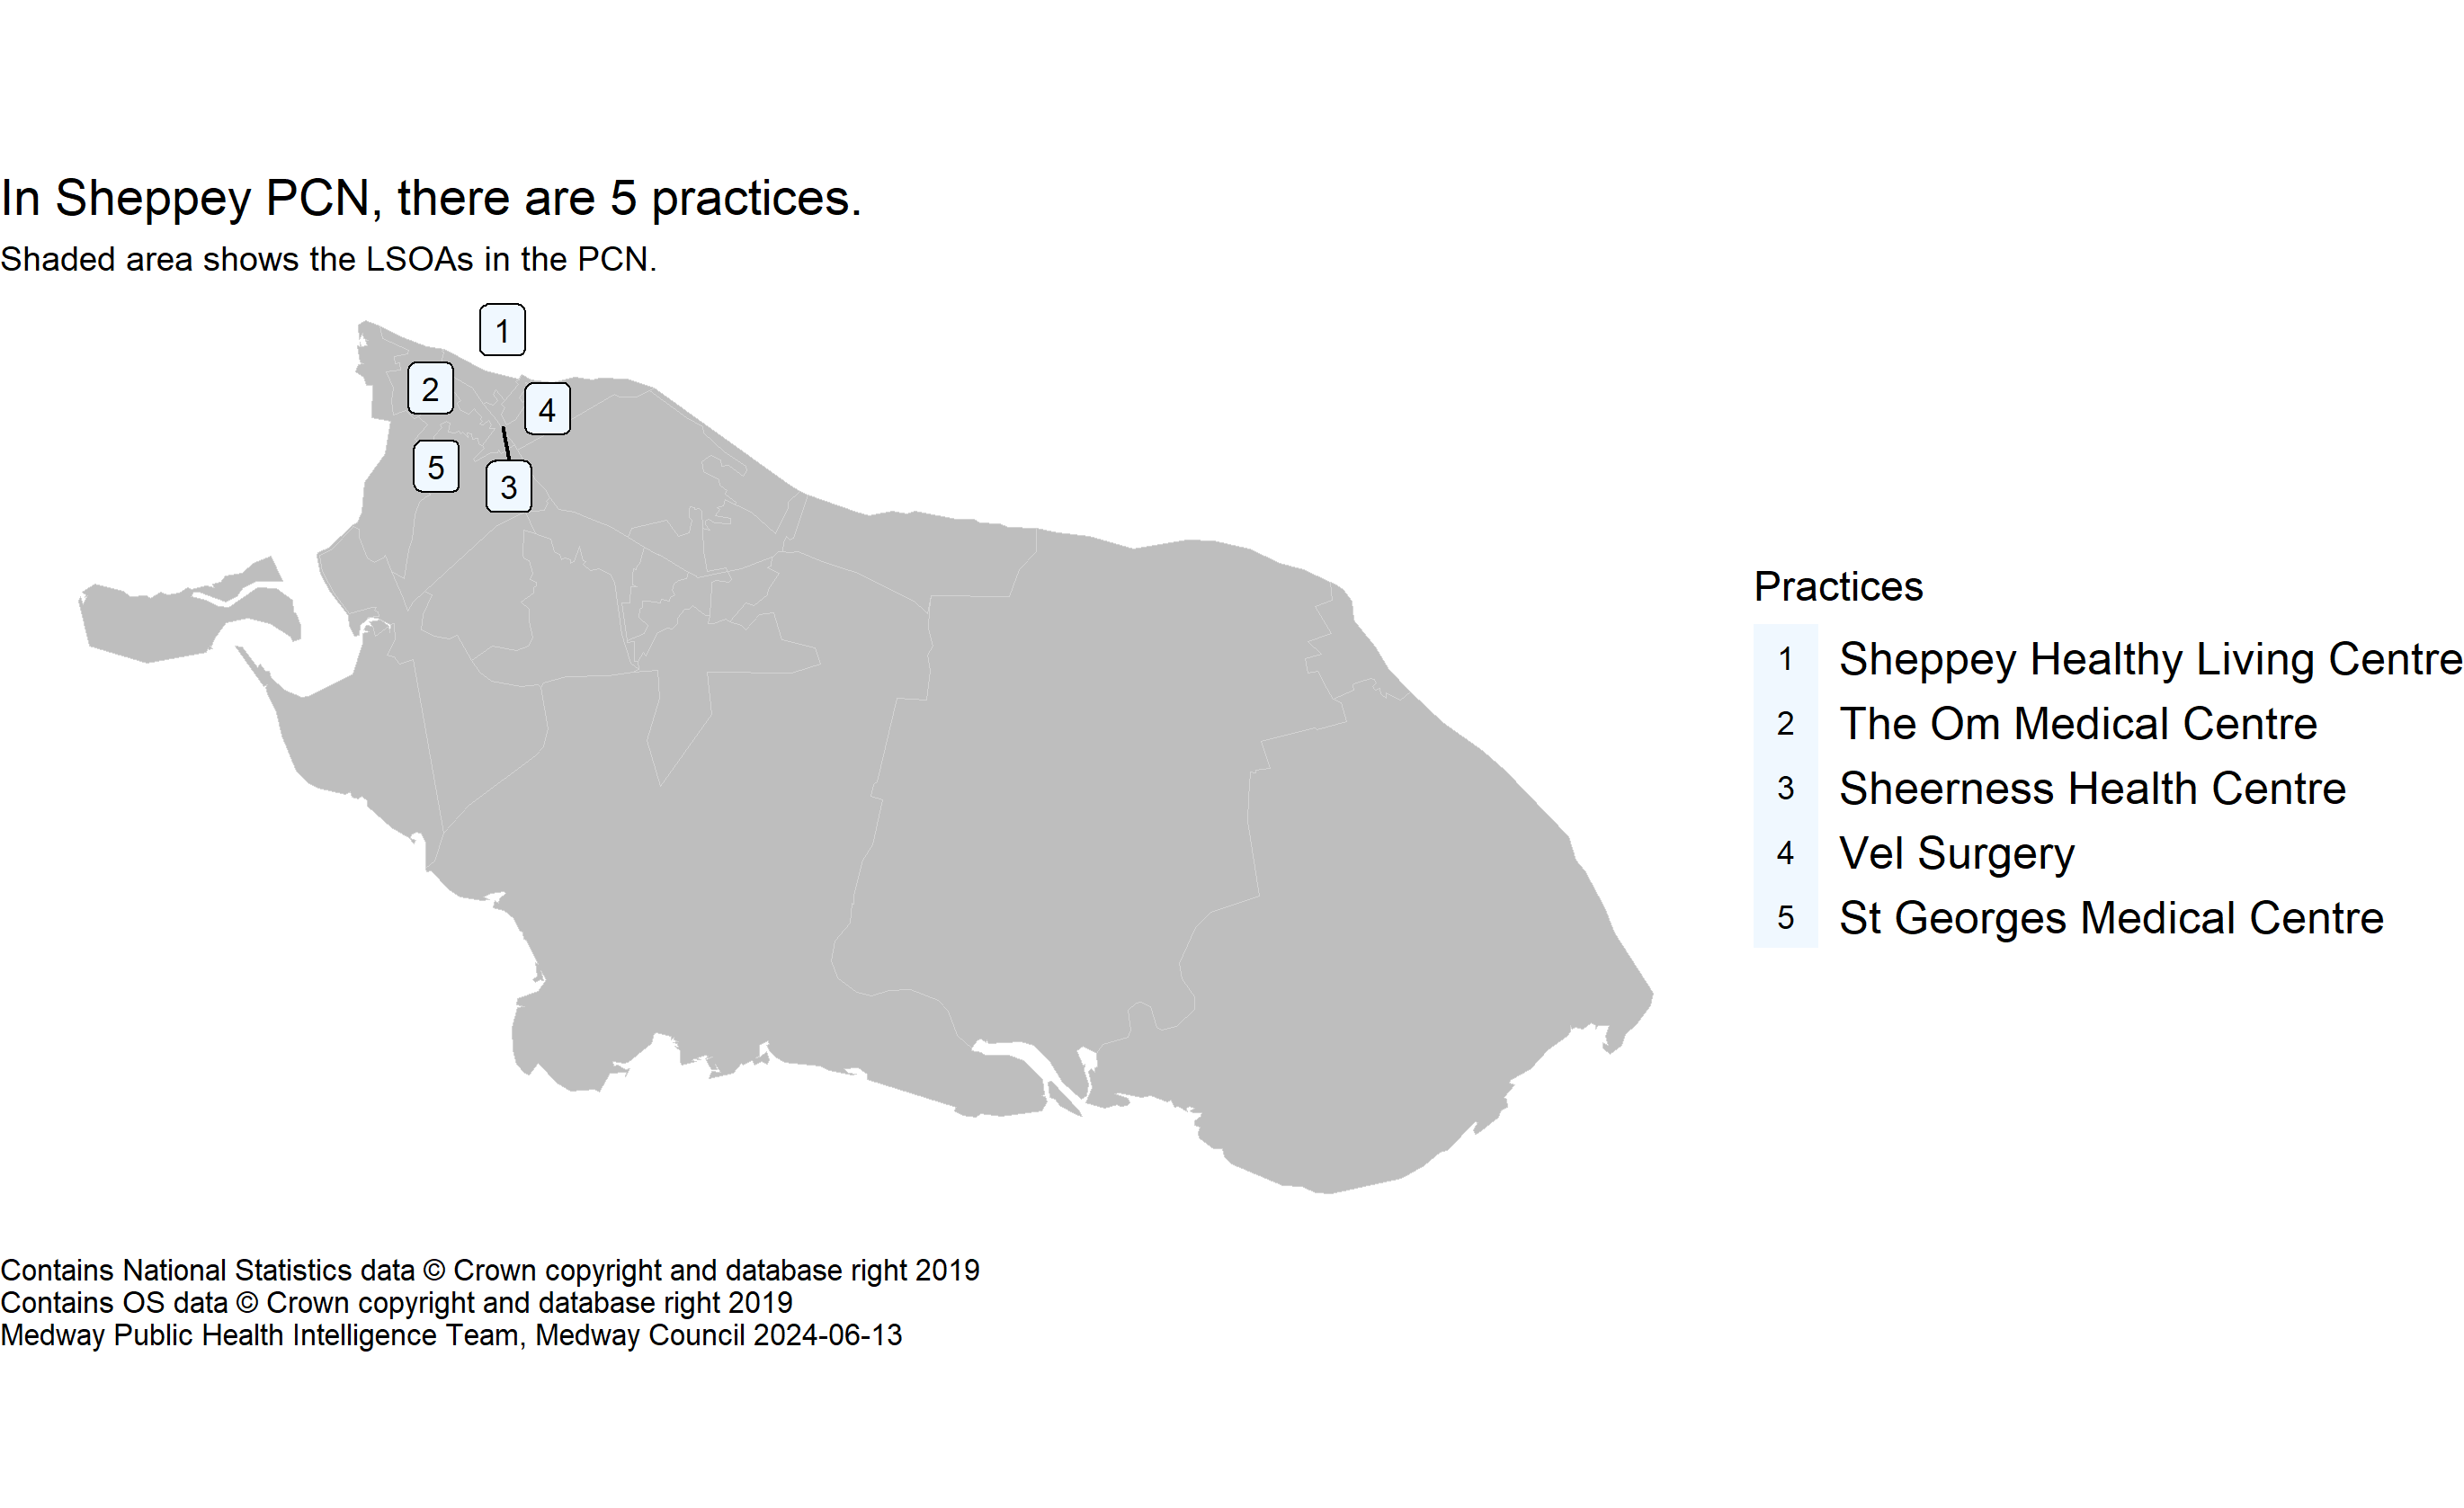 In Sheppey PCN, there are 5 practices.
Shaded area shows the LSOAs in the PCN.
1
2
4
5
3
Practices
1 Sheppey Healthy Living Centre
2 The Om Medical Centre
3 Sheerness Health Centre
4 Vel Surgery
5 St Georges Medical Centre
Contains National Statistics data © Crown copyright and database right 2019
Contains OS data © Crown copyright and database right 2019
Medway Public Health Intelligence Team, Medway Council 2024-06-13